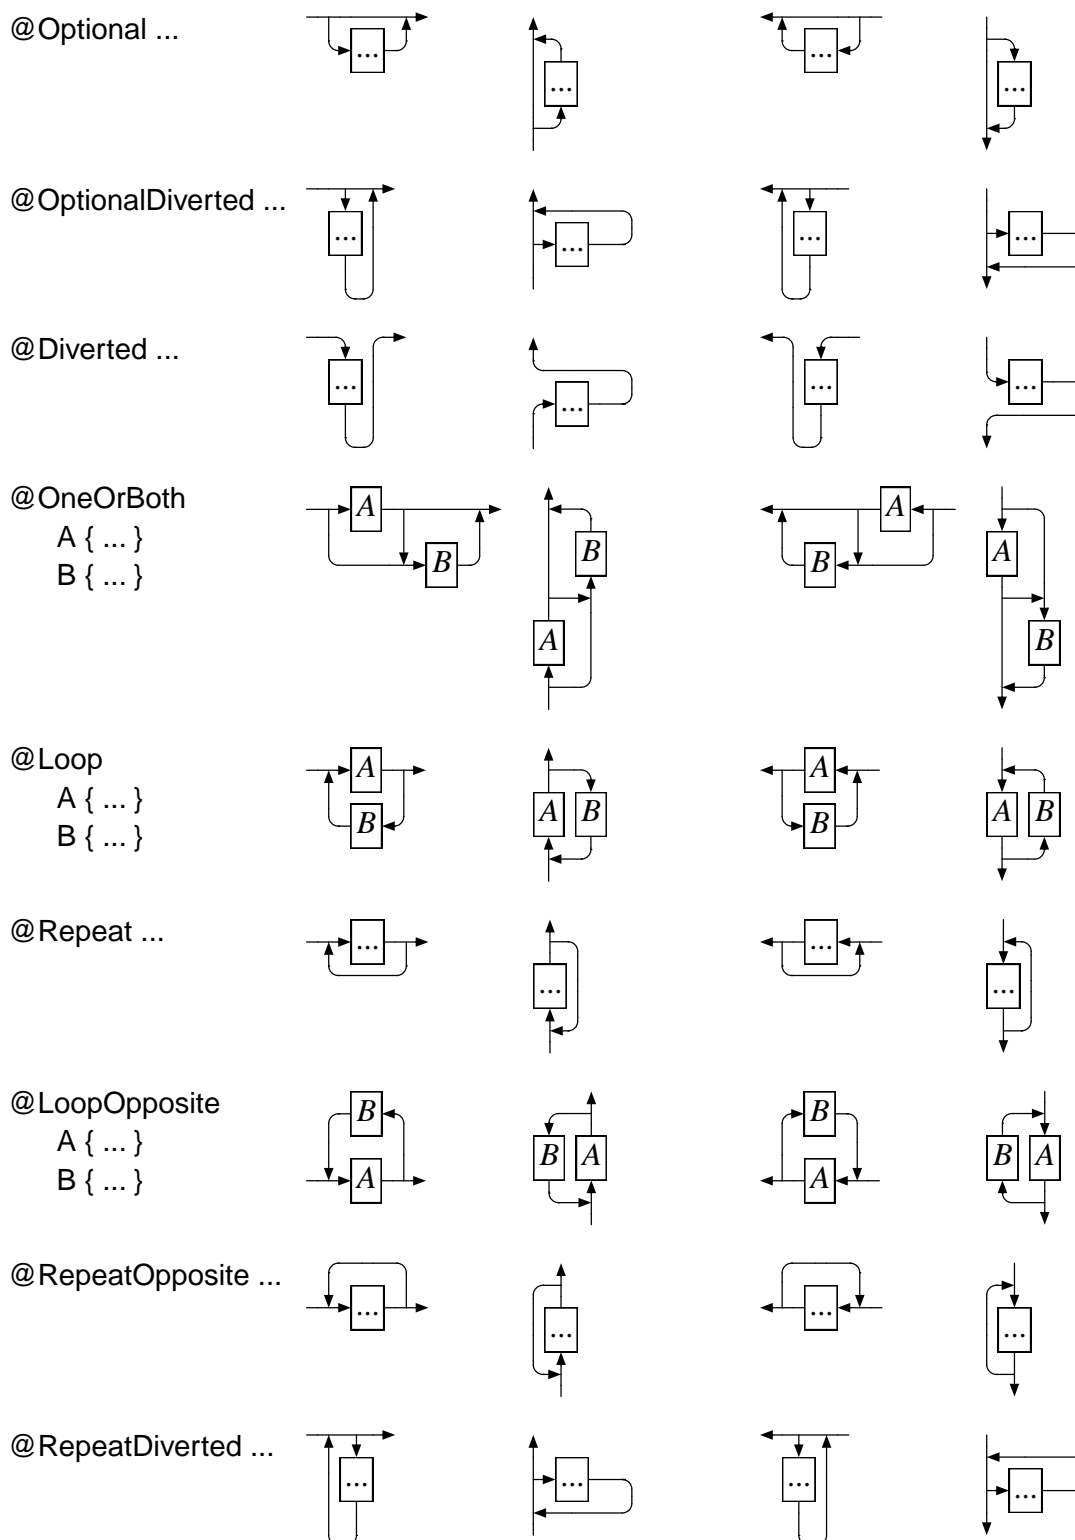 @Optional ... ... ... ... ...
@OptionalDiverted ... ... ... ... ...
@Diverted ... ... ... ... ...
@OneOrBoth A A
A { ... } B B A
B { ... } B B
A
@Loop A A
A { ... } A B A B
B { ... } B B
@Repeat ... ... ... ... ...
@LoopOpposite B B
A { ... } B A B A
B { ... } A A
@RepeatOpposite ... ... ... ... ...
@RepeatDiverted ... ... ... ... ...